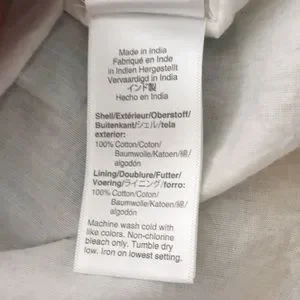 Made in India
Fabriqué en Inde
In Indien Hergestellt
Vervaardigd in India
インド製
Hecho en India
Shell/Extérieur/Oberstoff/
Buitenkant/シェル/tela
exterior:
100% Cotton/Coton/
Baumwolle/Katoen/綿/
algodón
Lining/Doublure/Futter/
Voering/ライニング/forro:
100% Cotton/Coton/
Baumwolle/Katoen/綿/
algodón
Machine wash cold with
like colors. Non-chlorine
bleach only. Tumble dry
low. Iron on lowest setting.